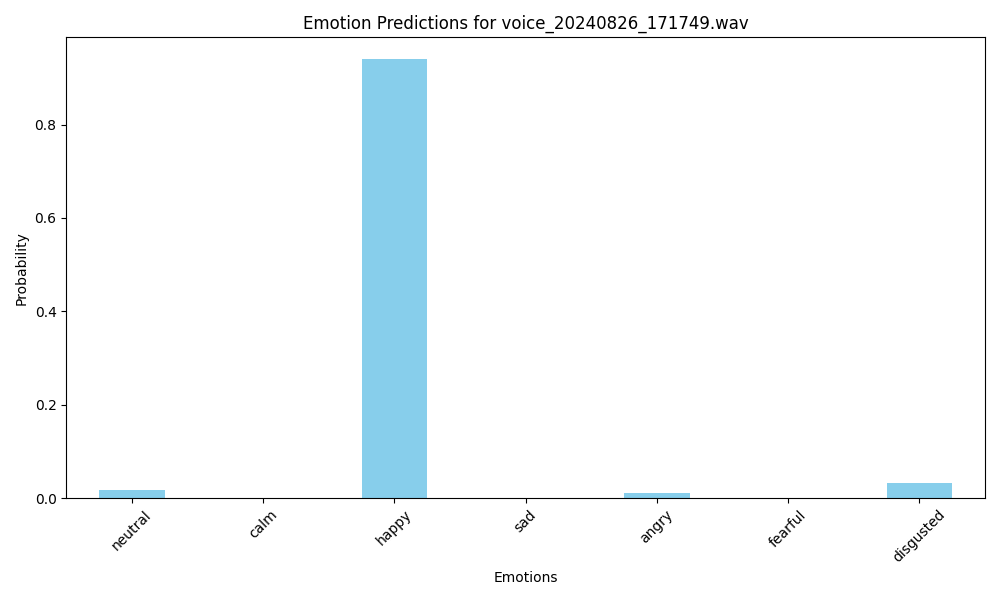 Emotion Predictions for voice_20240826_171749.wav
Probability
0.8
0.6
0.4
0.2
0.0
neutral
calm
happy
sad
angry
fearful
disgusted
Emotions